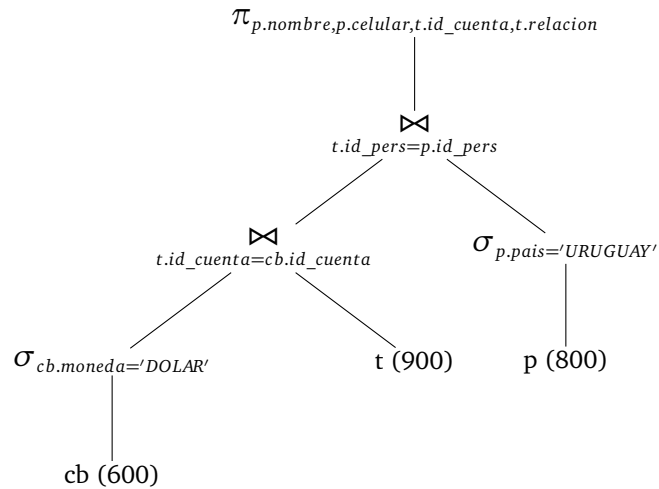 π p.nombre,p.celular,t.id_cuenta,t.relacion
⋈
t.id_pers=p.id_pers
⋈
t.id_cuenta=cb.id_cuenta
σ p.pais='URUGUAY'
σ cb.moneda='DOLAR'
t (900)
p (800)
cb (600)